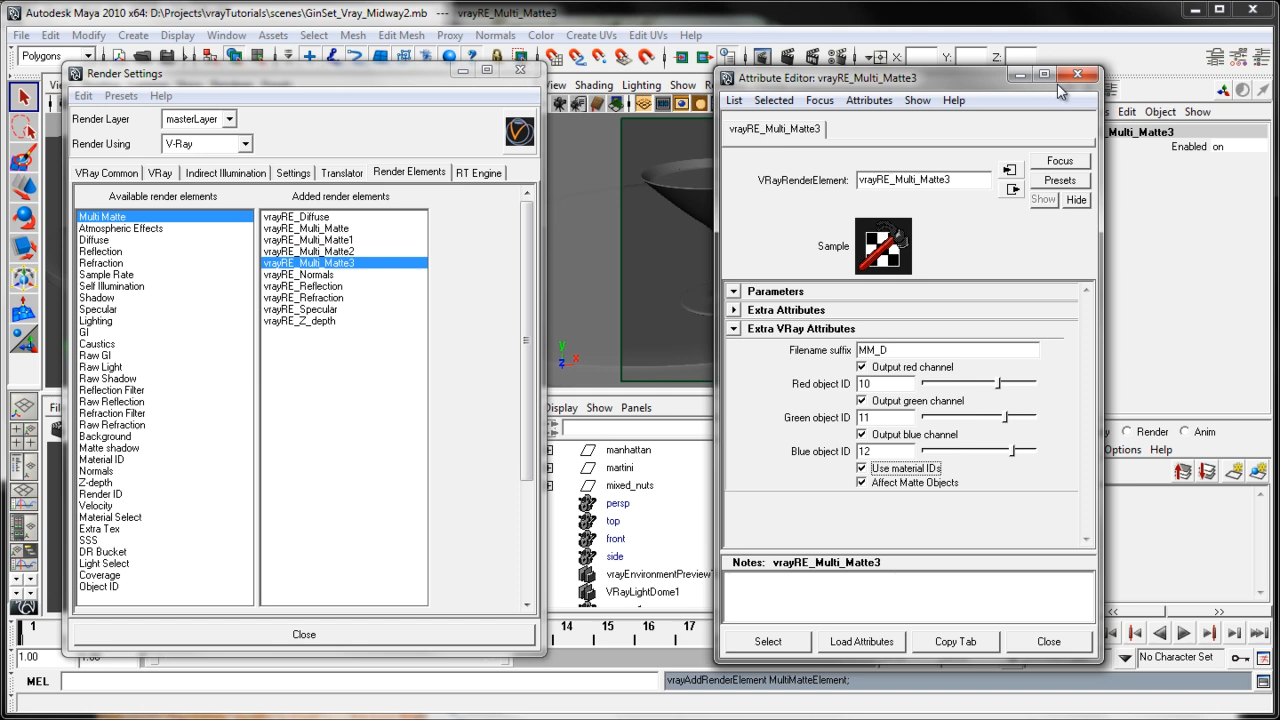 Autodesk Maya 2010 x64: D:\Projects\vrayTutorials\scenes\GinSet_Vray_Midway2.mb --- vrayRE_Multi_Matte3
File Edit Modify Create Display Window Assets Select Mesh Edit Mesh Proxy Normals Color Create UVs Edit UVs Help
Polygons X: Y: Z:
Render Settings
Edit Presets Help
Render Layer masterLayer
Render Using V-Ray
VRay Common VRay Indirect Illumination Settings Translator Render Elements RT Engine
Available render elements Added render elements
Multi Matte
Atmospheric Effects
Diffuse
Reflection
Refraction
Sample Rate
Self Illumination
Shadow
Specular
Lighting
GI
Caustics
Raw GI
Raw Light
Raw Shadow
Reflection Filter
Raw Reflection
Refraction Filter
Raw Refraction
Background
Matte shadow
Material ID
Normals
Z-depth
Render ID
Velocity
Material Select
Extra Tex
SSS
DR Bucket
Light Select
Coverage
Object ID
vrayRE_Diffuse
vrayRE_Multi_Matte
vrayRE_Multi_Matte1
vrayRE_Multi_Matte2
vrayRE_Multi_Matte3
vrayRE_Normals
vrayRE_Reflection
vrayRE_Refraction
vrayRE_Specular
vrayRE_Z_depth
Close
Shading Lighting Show
y
z x
Display Show Panels
manhattan
martini
mixed_nuts
persp
top
front
side
vrayEnvironmentPreview
VRayLightDome1
Attribute Editor: vrayRE_Multi_Matte3
List Selected Focus Attributes Show Help
vrayRE_Multi_Matte3
VRayRenderElement: vrayRE_Multi_Matte3
Focus
Presets
Show Hide
Sample
Parameters
Extra Attributes
Extra VRay Attributes
Filename suffix MM_D
Output red channel
Red object ID 10
Output green channel
Green object ID 11
Output blue channel
Blue object ID 12
Use material IDs
Affect Matte Objects
Notes: vrayRE_Multi_Matte3
Select Load Attributes Copy Tab Close
Edit Object Show
_Multi_Matte3
Enabled on
Render Anim
Options Help
1 14 15 16 17
1.00 1.00
No Character Set
MEL vrayAddRenderElement MultiMatteElement;